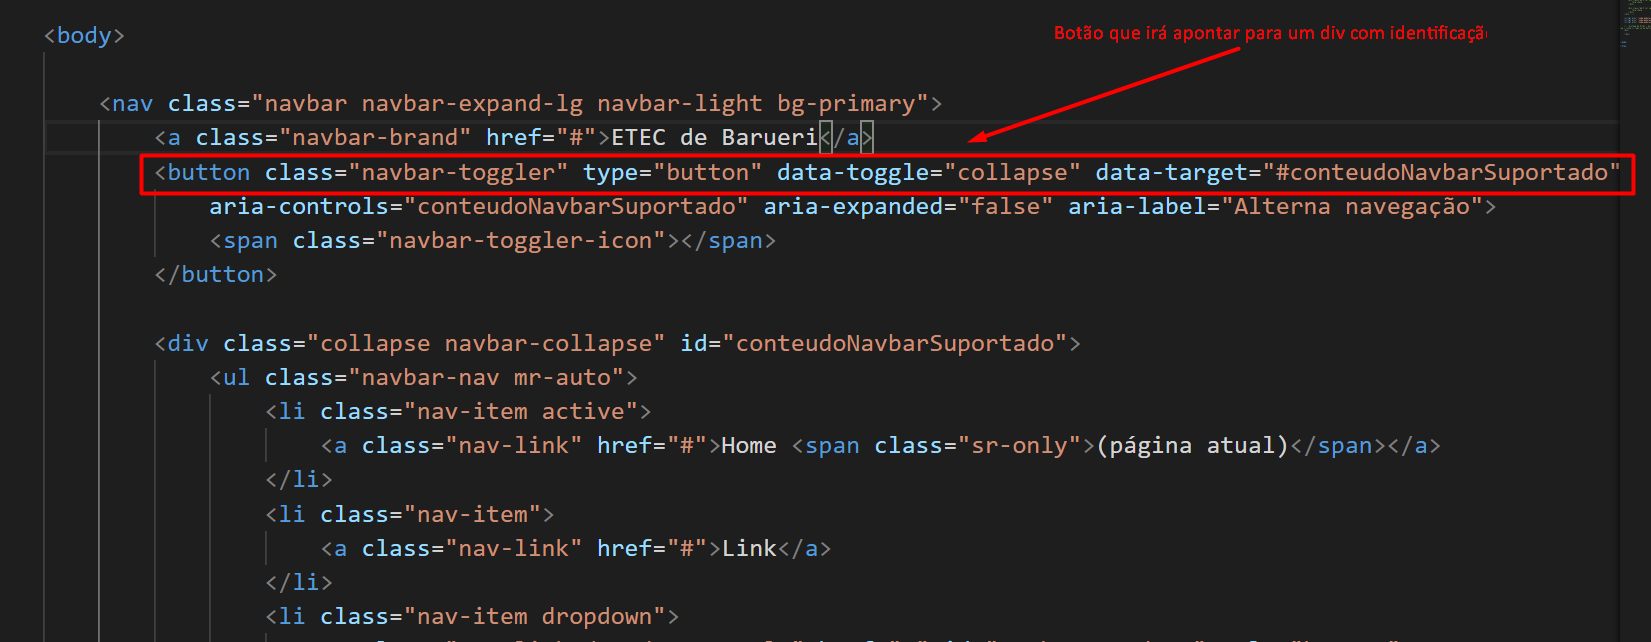 Botão que irá apontar para um div com
<body>
<nav class="navbar navbar-expand-lg navbar-light bg-primary">
<a class="navbar-brand" href="#">ETEC de Barueri</a>
<button class="navbar-toggler" type="button" data-toggle="collapse" data-target="#conteudoNavbarSuportado"
aria-controls="conteudoNavbarSuportado" aria-expanded="false" aria-label="Alterna navegação">
<span class="navbar-toggler-icon"></span>
</button>
<div class="collapse navbar-collapse" id="conteudoNavbarSuportado">
<ul class="navbar-nav mr-auto">
<li class="nav-item active">
<a class="nav-link" href="#">Home <span class="sr-only">(página atual)</span></a>
</li>
<li class="nav-item">
<a class="nav-link" href="#">Link</a>
</li>
<li class="nav-item dropdown">